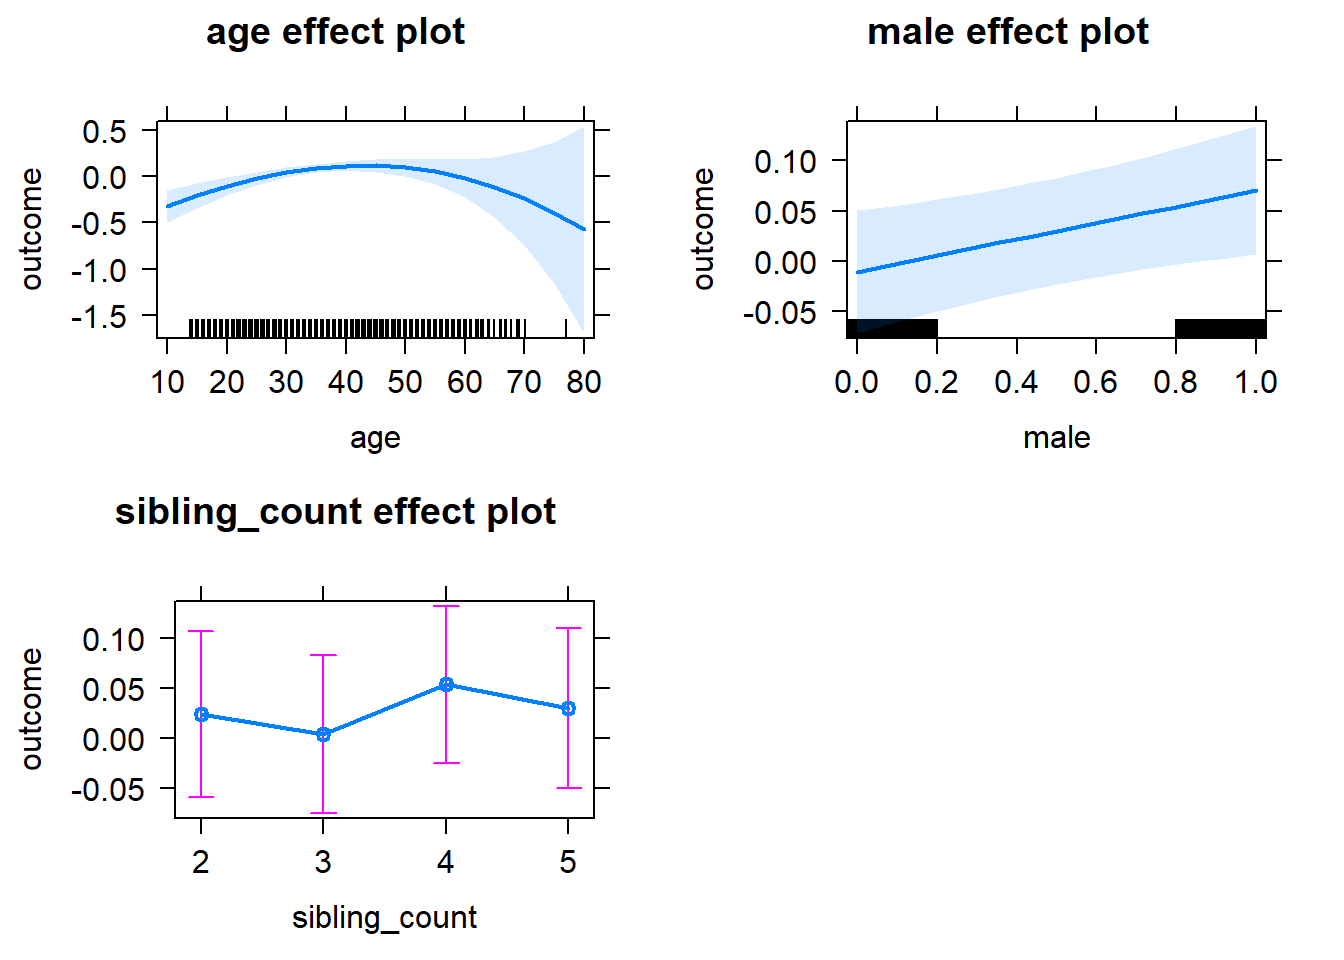 age effect plot
outcome
0.5
0.0
-0.5
-1.0
-1.5
10 20 30 40 50 60 70 80
age
male effect plot
outcome
0.10
0.05
0.00
-0.05
0.0 0.2 0.4 0.6 0.8 1.0
male
sibling_count effect plot
outcome
0.10
0.05
0.00
-0.05
2 3 4 5
sibling_count